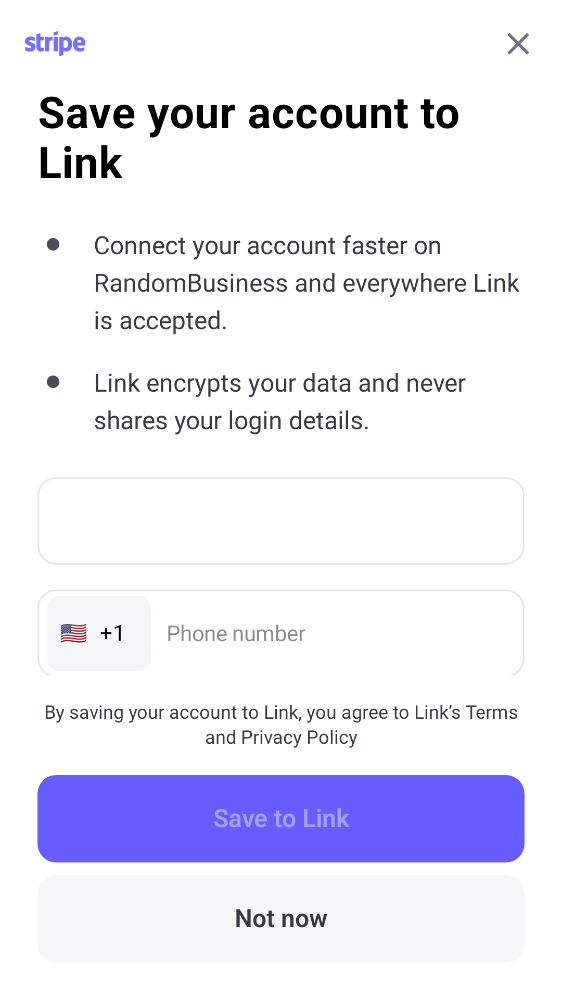 stripe
Save your account to
Link
Connect your account faster on
RandomBusiness and everywhere Link
is accepted.
Link encrypts your data and never
shares your login details.
+1 Phone number
By saving your account to Link, you agree to Link’s Terms
and Privacy Policy
Save to Link
Not now